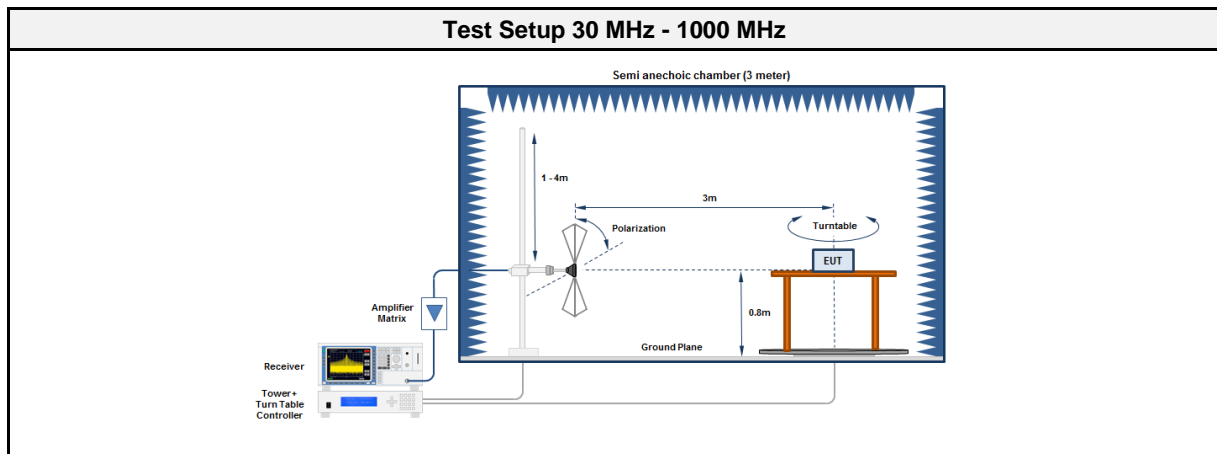 Test Setup 30 MHz - 1000 MHz
Semi anechoic chamber (3 meter)
1 - 4m
3m
Polarization
Turntable
EUT
Amplifier
Matrix
0.8m
Ground Plane
Receiver
Tower+
Turn Table
Controller